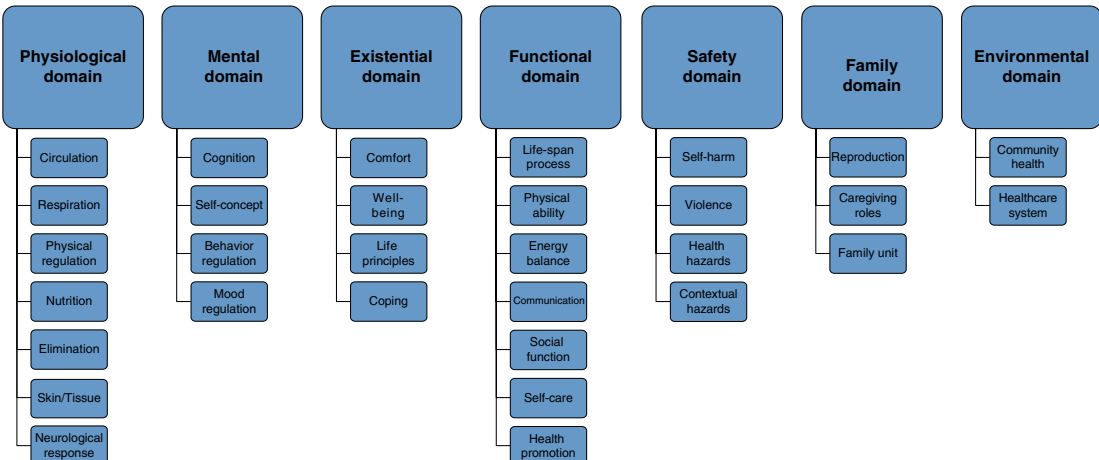 Physiological
domain
Circulation
Respiration
Physical
regulation
Nutrition
Elimination
Skin/Tissue
Neurological
response
Mental
domain
Cognition
Self-concept
Behavior
regulation
Mood
regulation
Existential
domain
Comfort
Well-
being
Life
principles
Coping
Functional
domain
Life-span
process
Physical
ability
Energy
balance
Communication
Social
function
Self-care
Health
promotion
Safety
domain
Self-harm
Violence
Health
hazards
Contextual
hazards
Family
domain
Reproduction
Caregiving
roles
Family unit
Environmental
domain
Community
health
Healthcare
system